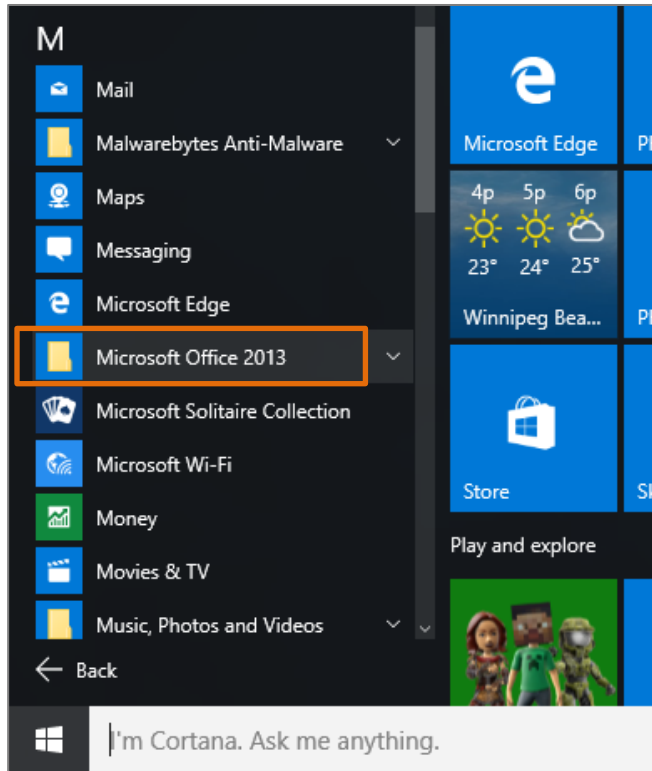 M
Mail
Malwarebytes Anti-Malware
Maps
Messaging
Microsoft Edge
Microsoft Office 2013
Microsoft Solitaire Collection
Microsoft Wi-Fi
Money
Movies & TV
Music, Photos and Videos
Back
Microsoft Edge
4p 5p 6p
23° 24° 25°
Winnipeg Bea...
Store
Play and explore
I'm Cortana. Ask me anything.